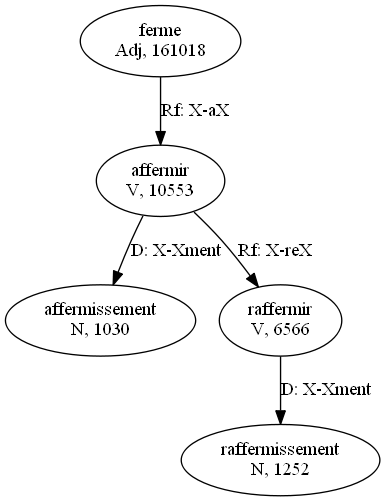 ferme
Adj, 161018
Rf: X-aX
affermir
V, 10553
D: X-Xment
Rf: X-reX
affermissement
N, 1030
raffermir
V, 6566
D: X-Xment
raffermissement
N, 1252